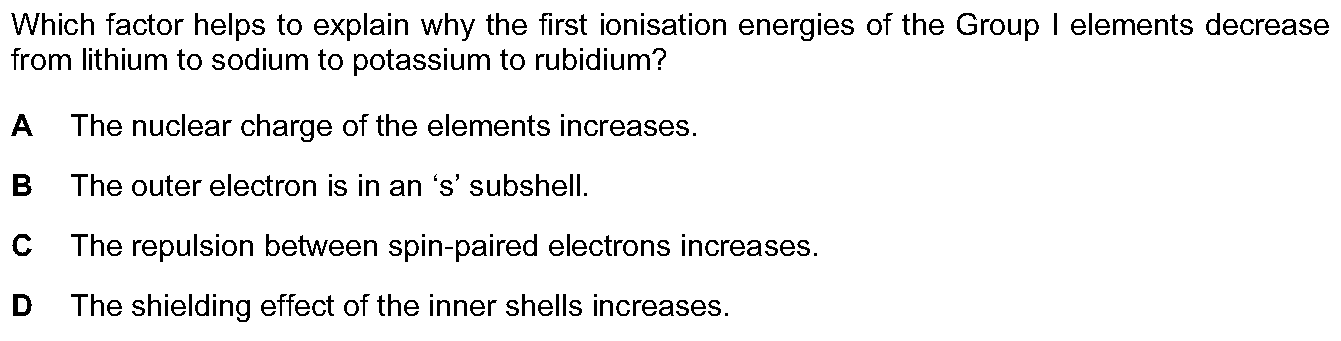 Which factor helps to explain why the first ionisation energies of the Group I elements decrease
from lithium to sodium to potassium to rubidium?
A The nuclear charge of the elements increases.
B The outer electron is in an ‘s’ subshell.
C The repulsion between spin-paired electrons increases.
D The shielding effect of the inner shells increases.